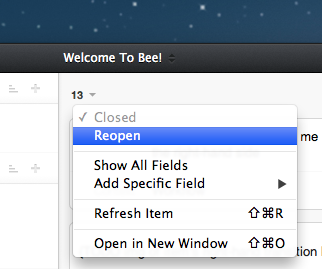 Welcome To Bee!
13
✓ Closed
Reopen
me
Show All Fields
Add Specific Field ▶
Refresh Item ⇧⌘R
Open in New Window ⇧⌘O